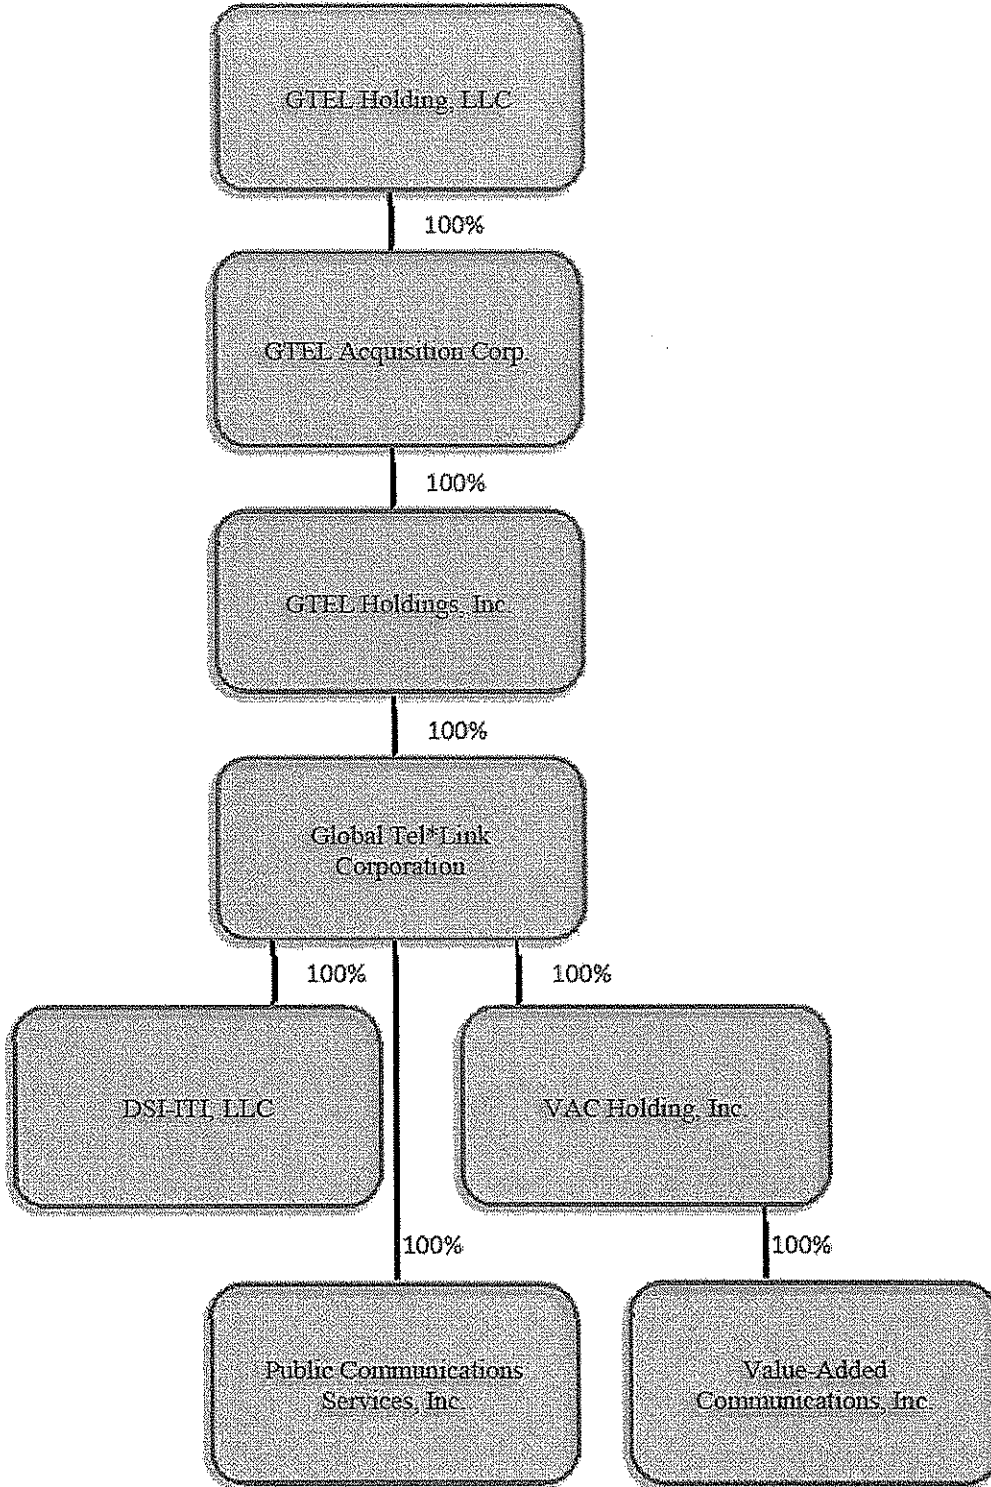 GTEL Holding, LLC
100%
GTEL Acquisition Corp.
100%
GTEL Holdings, Inc.
100%
Global Tel*Link
Corporation
100%
100%
DSI-ITI, LLC
VAC Holding, Inc.
100%
100%
Public Communications
Services, Inc.
Value-Added
Communications, Inc.